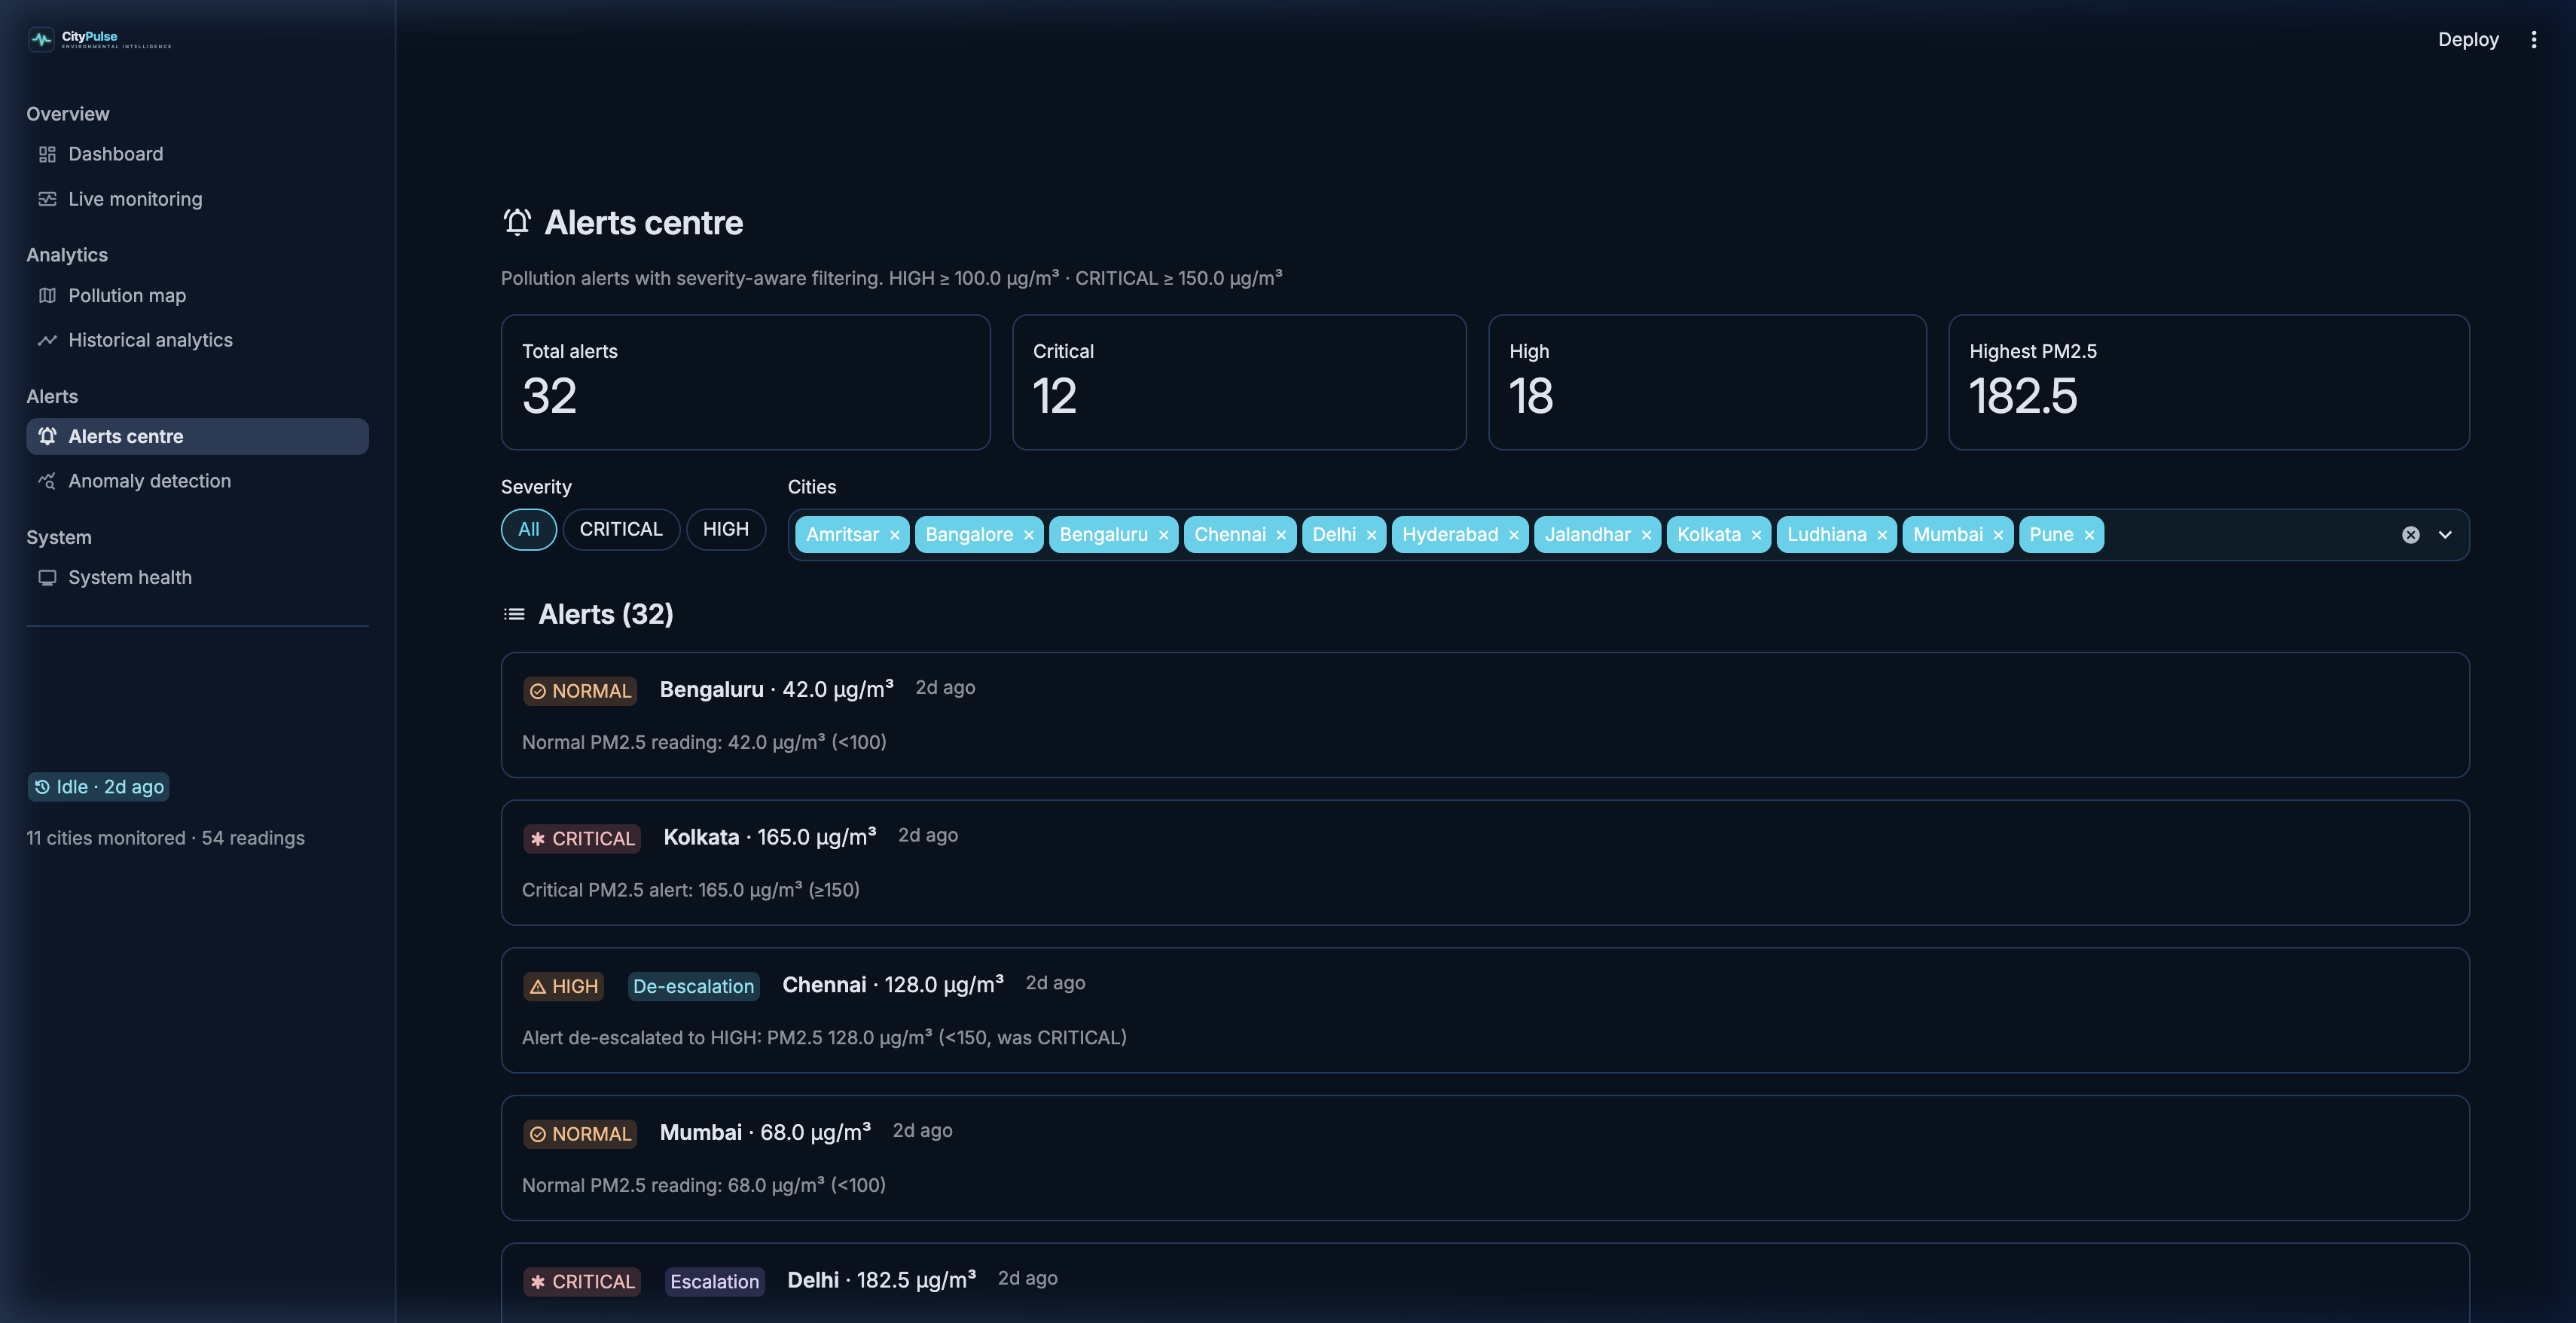 CityPulse
ENVIRONMENTAL INTELLIGENCE
Deploy
Overview
Dashboard
Live monitoring
Analytics
Pollution map
Historical analytics
Alerts
Alerts centre
Anomaly detection
System
System health
Idle · 2d ago
11 cities monitored · 54 readings
Alerts centre
Pollution alerts with severity-aware filtering. HIGH ≥ 100.0 µg/m³ · CRITICAL ≥ 150.0 µg/m³
Total alerts
32
Critical
12
High
18
Highest PM2.5
182.5
Severity
All CRITICAL HIGH
Cities
Amritsar × Bangalore × Bengaluru × Chennai × Delhi × Hyderabad × Jalandhar × Kolkata × Ludhiana × Mumbai × Pune ×
Alerts (32)
NORMAL Bengaluru · 42.0 µg/m³ 2d ago
Normal PM2.5 reading: 42.0 µg/m³ (<100)
CRITICAL Kolkata · 165.0 µg/m³ 2d ago
Critical PM2.5 alert: 165.0 µg/m³ (≥150)
HIGH De-escalation Chennai · 128.0 µg/m³ 2d ago
Alert de-escalated to HIGH: PM2.5 128.0 µg/m³ (<150, was CRITICAL)
NORMAL Mumbai · 68.0 µg/m³ 2d ago
Normal PM2.5 reading: 68.0 µg/m³ (<100)
CRITICAL Escalation Delhi · 182.5 µg/m³ 2d ago